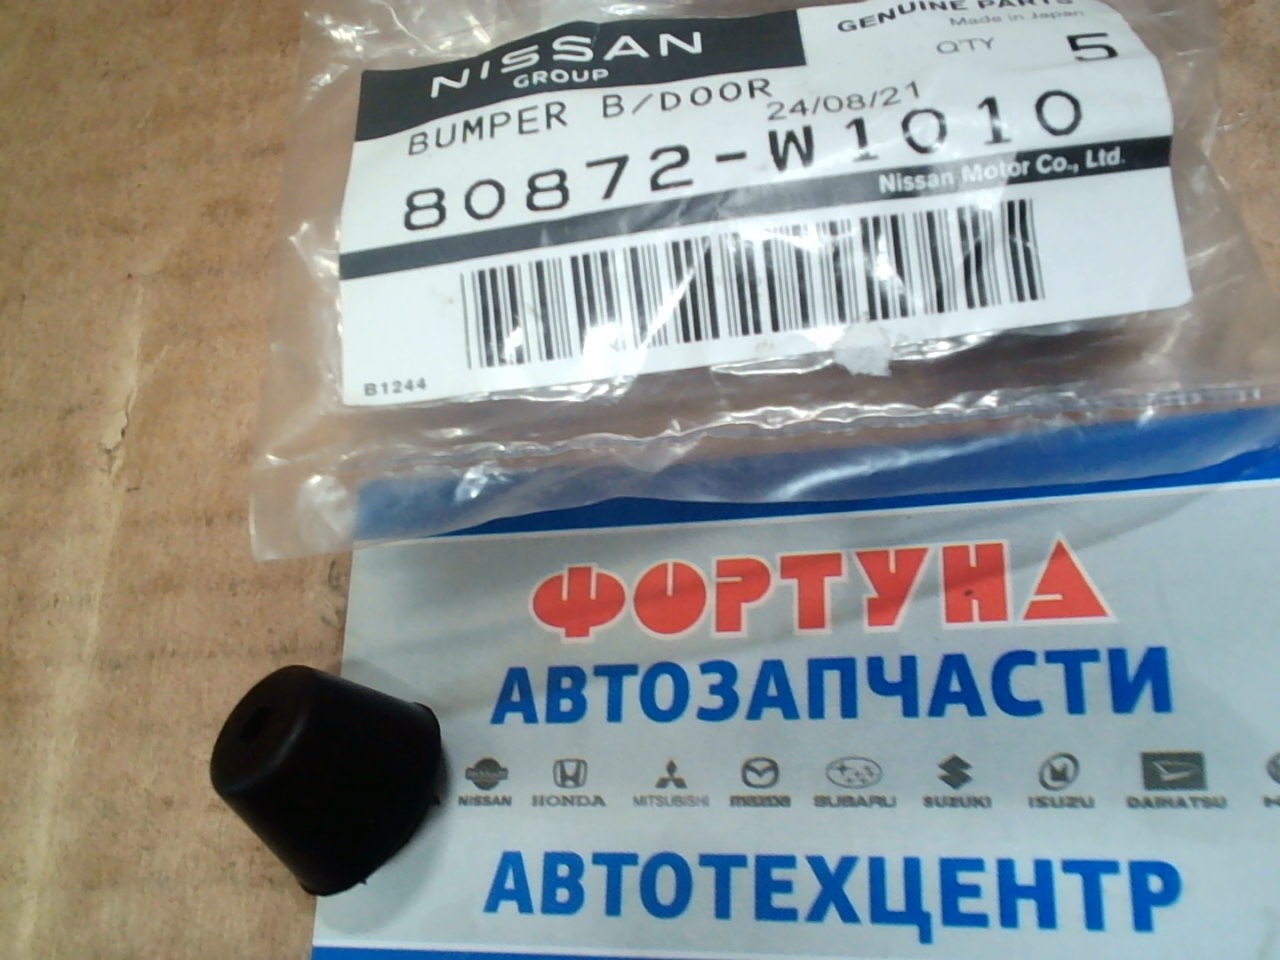 NISSAN
GROUP
GENUINE PARTS
Made in Japan
QTY 5
BUMPER B/DOOR
24/08/21
80872-W1010
Nissan Motor Co., Ltd.
B1244
ФОРТУНА
АВТОЗАПЧАСТИ
NISSAN HONDA MITSUBISHI mazda SUBARU SUZUKI ISUZU DAIHATSU
АВТОТЕХЦЕНТР